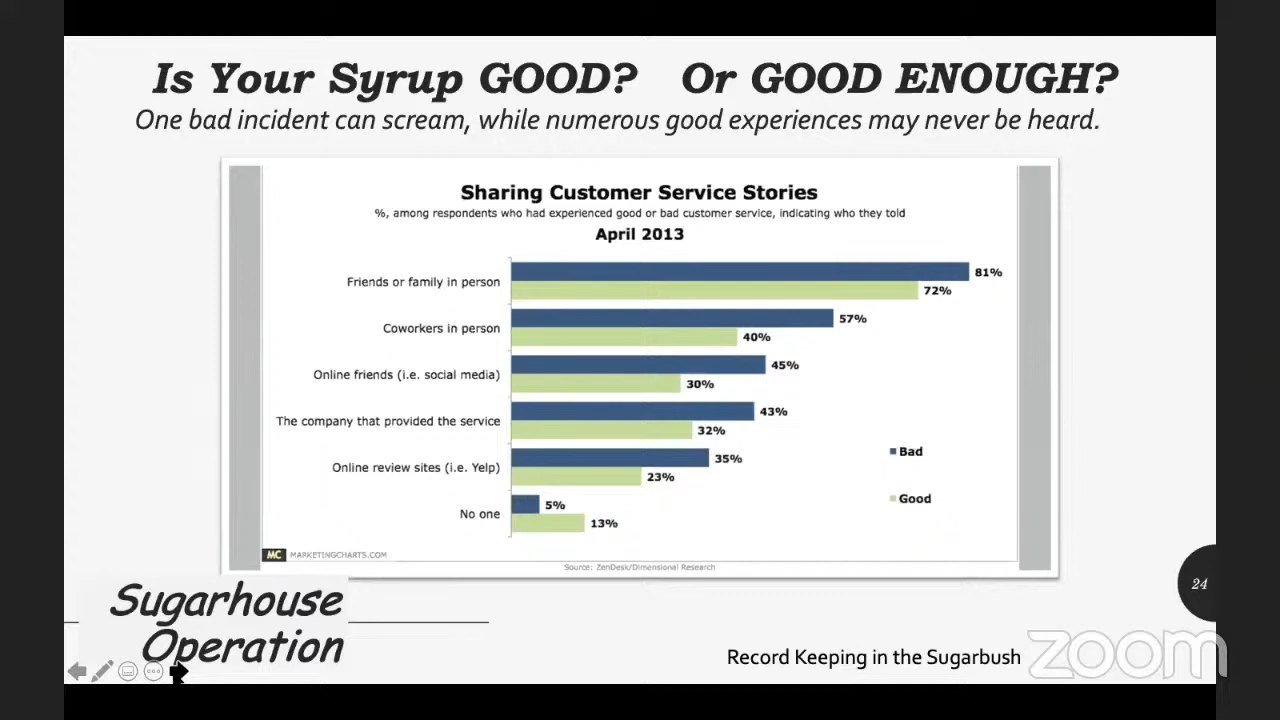 Is Your Syrup GOOD? Or GOOD ENOUGH?
One bad incident can scream, while numerous good experiences may never be heard.
Sharing Customer Service Stories
%, among respondents who had experienced good or bad customer service, indicating who they told
April 2013
Friends or family in person
81%
72%
Coworkers in person
57%
40%
Online friends (i.e. social media)
45%
30%
The company that provided the service
43%
32%
Online review sites (i.e. Yelp)
35%
23%
No one
5%
13%
Bad
Good
MC MARKETINGCHARTS.COM
Source: ZenDesk/Dimensional Research
24
Sugarhouse
Operation
Record Keeping in the Sugarbush
zoom